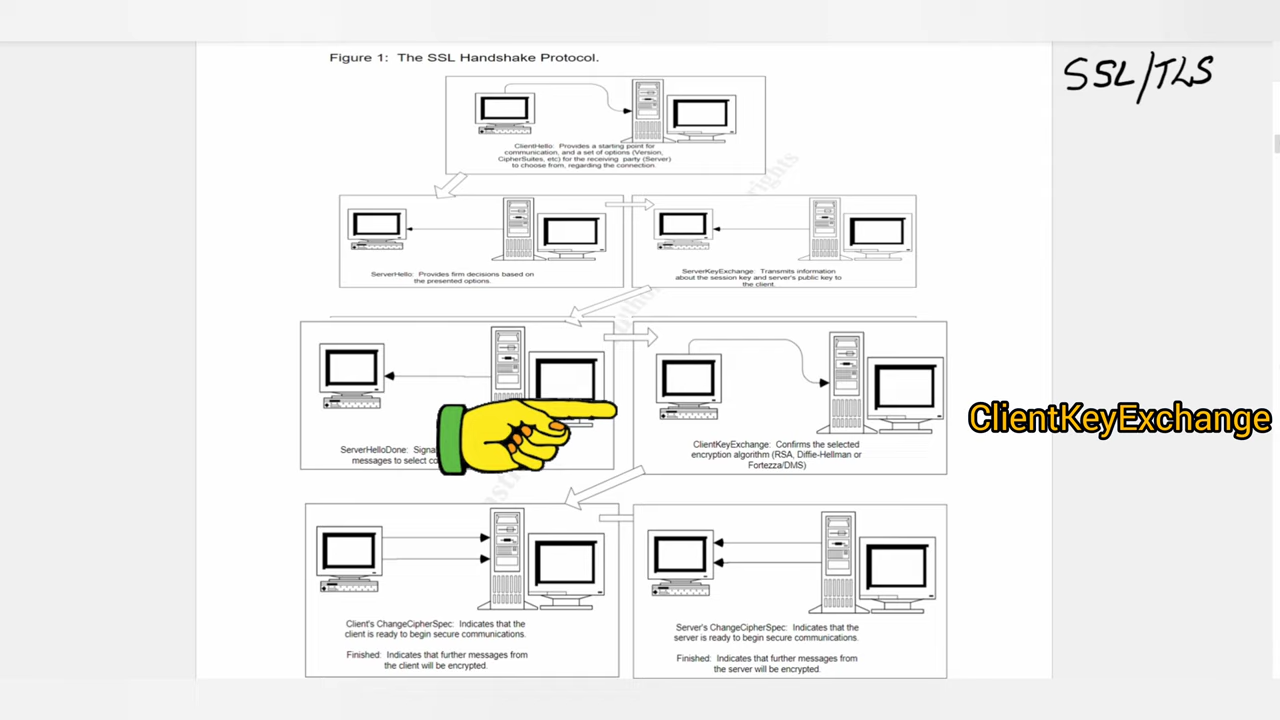 Figure 1: The SSL Handshake Protocol.
SSL/TLS
ClientHello: Provides a starting point for
communication, and a set of options (Version,
CipherSuites, etc) for the receiving party (Server)
to choose from, regarding the connection.
rights
ServerHello: Provides firm decisions based on
the presented options.
ServerKeyExchange: Transmits information
about the session key and server's public key to
the client.
ServerHelloDone:
messages to select
ClientKeyExchange: Confirms the selected
encryption algorithm (RSA, Diffie-Hellman or
Fortezza/DMS)
ClientKeyExchange
Client's ChangeCipherSpec: Indicates that the
client is ready to begin secure communications.
Finished: Indicates that further messages from
the client will be encrypted.
Server's ChangeCipherSpec: Indicates that the
server is ready to begin secure communications.
Finished: Indicates that further messages from
the server will be encrypted.